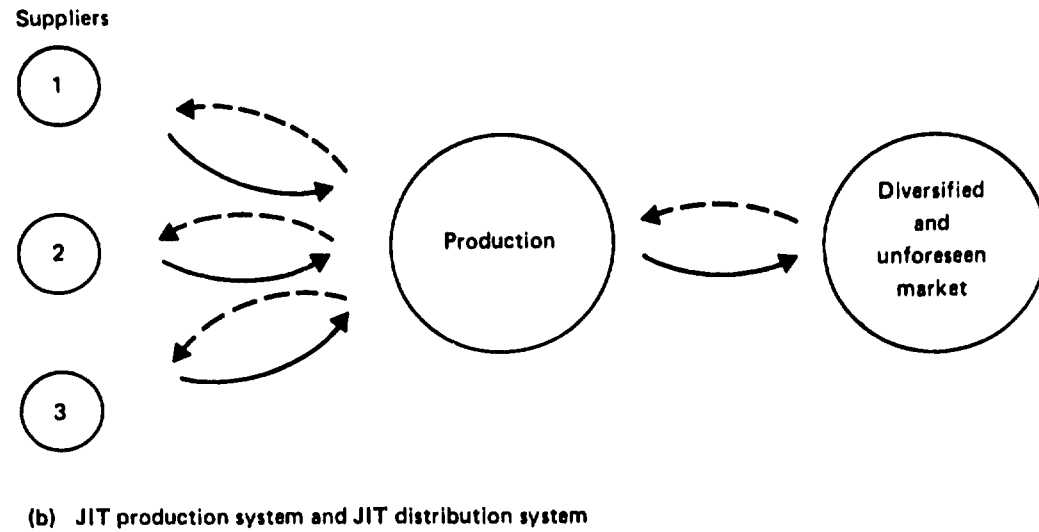 Suppliers
1
2
3
Production
Diversified
and
unforeseen
market
(b) JIT production system and JIT distribution system